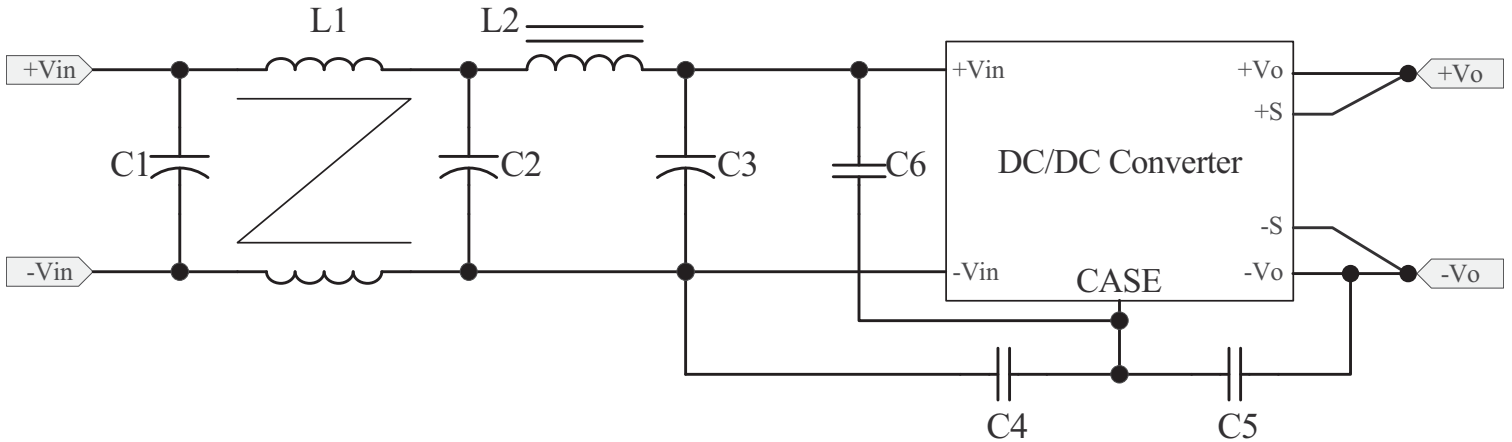 L1
L2
+Vin
+Vin
+Vo
+Vo
+S
C1
C2
C3
C6
DC/DC Converter
-S
-Vin
-Vin
-Vo
-Vo
CASE
C4
C5